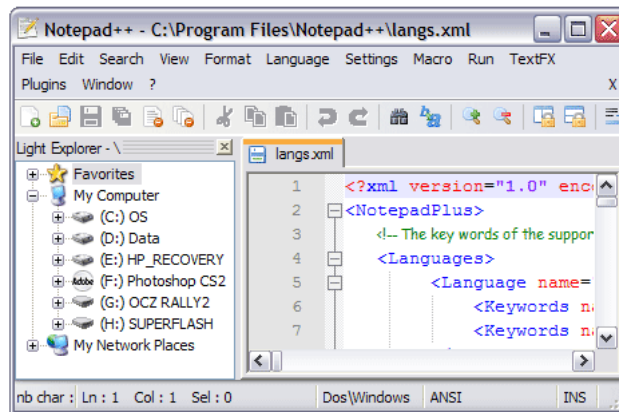 Notepad++ - C:\Program Files\Notepad++\langs.xml
File Edit Search View Format Language Settings Macro Run TextFX
Plugins Window ? X
Light Explorer - \ x
langs.xml
Favorites
My Computer
(C:) OS
(D:) Data
(E:) HP_RECOVERY
Adobe (F:) Photoshop CS2
(G:) OCZ RALLY2
(H:) SUPERFLASH
My Network Places
1 <?xml version="1.0" enc
2 <NotepadPlus>
3 <!-- The key words of the suppor
4 <Languages>
5 <Language name=
6 <Keywords n
7 <Keywords n
nb char : Ln : 1 Col : 1 Sel : 0 Dos\Windows ANSI INS